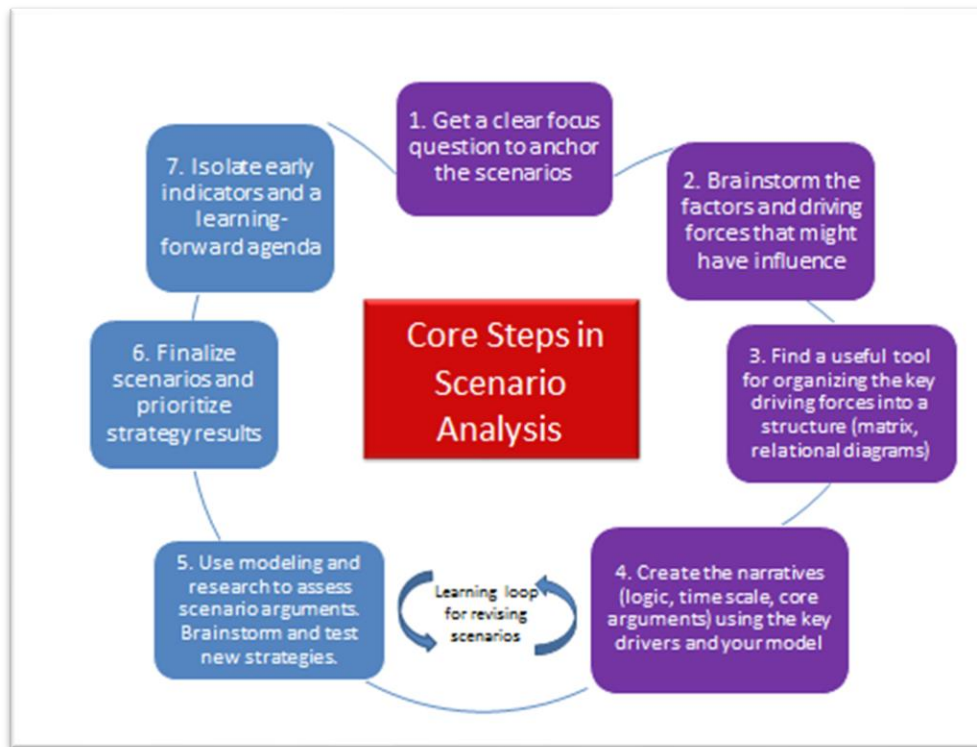 1. Get a clear focus
question to anchor
the scenarios
2. Brainstorm the
factors and driving
forces that might
have influence
3. Find a useful tool
for organizing the key
driving forces into a
structure (matrix,
relational diagrams)
4. Create the narratives
(logic, time scale, core
arguments) using the key
drivers and your model
Learning loop
for revising
scenarios
5. Use modeling and
research to assess
scenario arguments.
Brainstorm and test
new strategies.
6. Finalize
scenarios and
prioritize
strategy results
7. Isolate early
indicators and a
learning-
forward agenda
Core Steps in
Scenario
Analysis